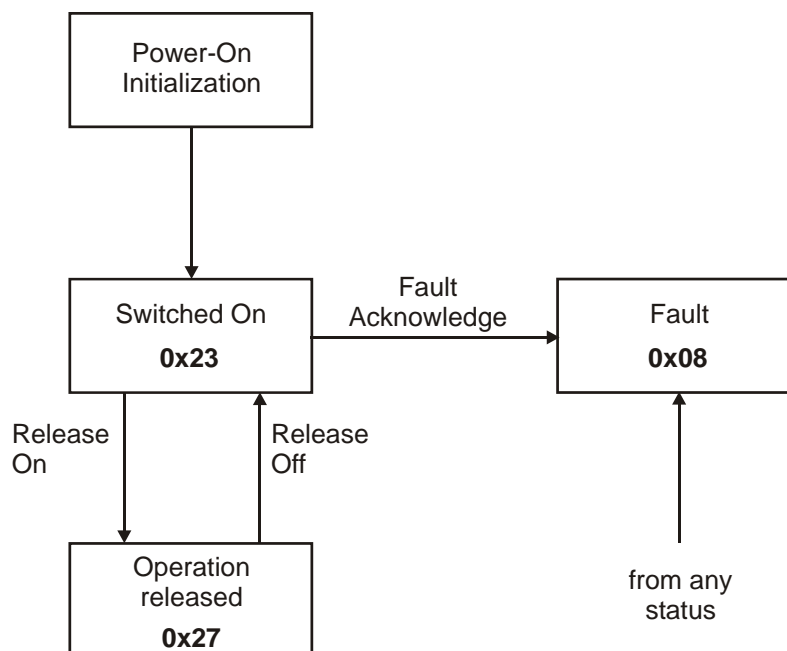 Power-On
Initialization
Switched On
0x23
Fault
Acknowledge
Fault
0x08
Release
On
Release
Off
Operation
released
0x27
from any
status